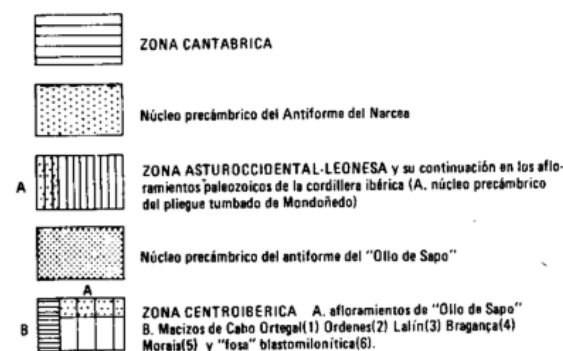 ZONA CANTABRICA
Núcleo precámbrico del Antiforme del Narcea
A
ZONA ASTUROCCIDENTAL-LEONESA y su continuación en los aflo-
ramientos paleozoicos de la cordillera ibérica (A. núcleo precámbrico
del pliegue tumbado de Mondoñedo)
Núcleo precámbrico del antiforme del "Ollo de Sapo"
A
B
ZONA CENTROIBERICA A. afloramientos de "Ollo de Sapo"
B. Macizos de Cabo Ortegal(1) Ordenes(2) Lalín(3) Bragança(4)
Morais(5) y "fosa" blastomilonítica(6).